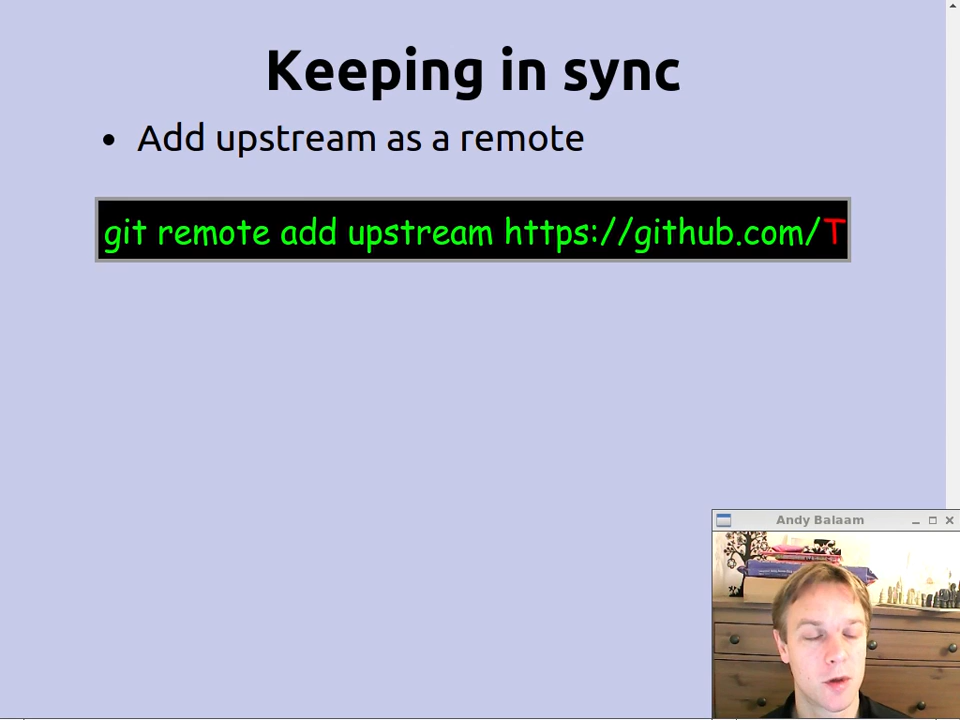 Keeping in sync
• Add upstream as a remote
git remote add upstream https://github.com/T
Andy Balaam